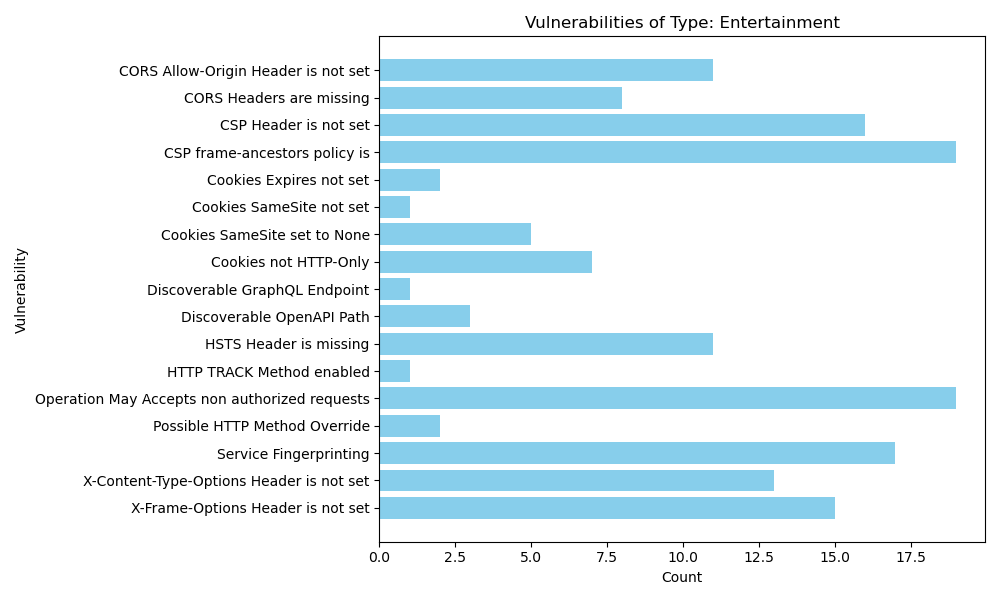 Vulnerabilities of Type: Entertainment
CORS Allow-Origin Header is not set
CORS Headers are missing
CSP Header is not set
CSP frame-ancestors policy is
Cookies Expires not set
Cookies SameSite not set
Cookies SameSite set to None
Cookies not HTTP-Only
Discoverable GraphQL Endpoint
Discoverable OpenAPI Path
HSTS Header is missing
HTTP TRACK Method enabled
Operation May Accepts non authorized requests
Possible HTTP Method Override
Service Fingerprinting
X-Content-Type-Options Header is not set
X-Frame-Options Header is not set
Vulnerability
0.0 2.5 5.0 7.5 10.0 12.5 15.0 17.5
Count